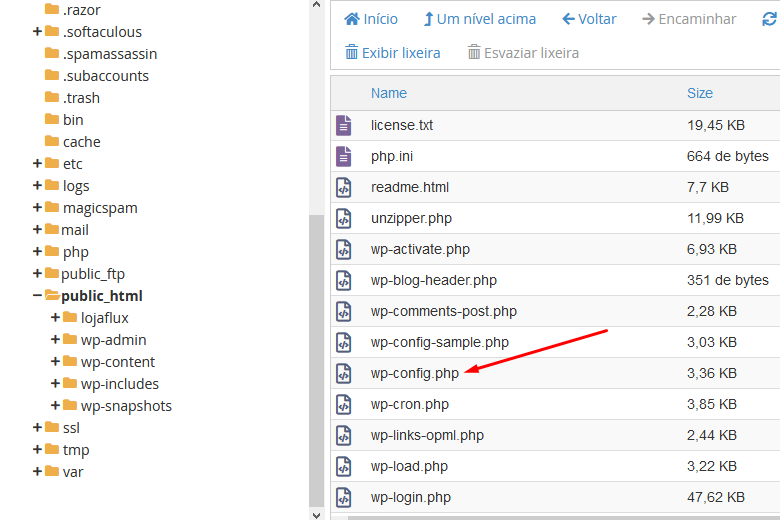 .razor
.softaculous
.spamassassin
.subaccounts
.trash
bin
cache
etc
logs
magicspam
mail
php
public_ftp
public_html
lojaflux
wp-admin
wp-content
wp-includes
wp-snapshots
ssl
tmp
var
Início Um nível acima Voltar Encaminhar
Exibir lixeira Esvaziar lixeira
Name Size
license.txt 19,45 KB
php.ini 664 de bytes
readme.html 7,7 KB
unzipper.php 11,99 KB
wp-activate.php 6,93 KB
wp-blog-header.php 351 de bytes
wp-comments-post.php 2,28 KB
wp-config-sample.php 3,03 KB
wp-config.php 3,36 KB
wp-cron.php 3,85 KB
wp-links-opml.php 2,44 KB
wp-load.php 3,22 KB
wp-login.php 47,62 KB